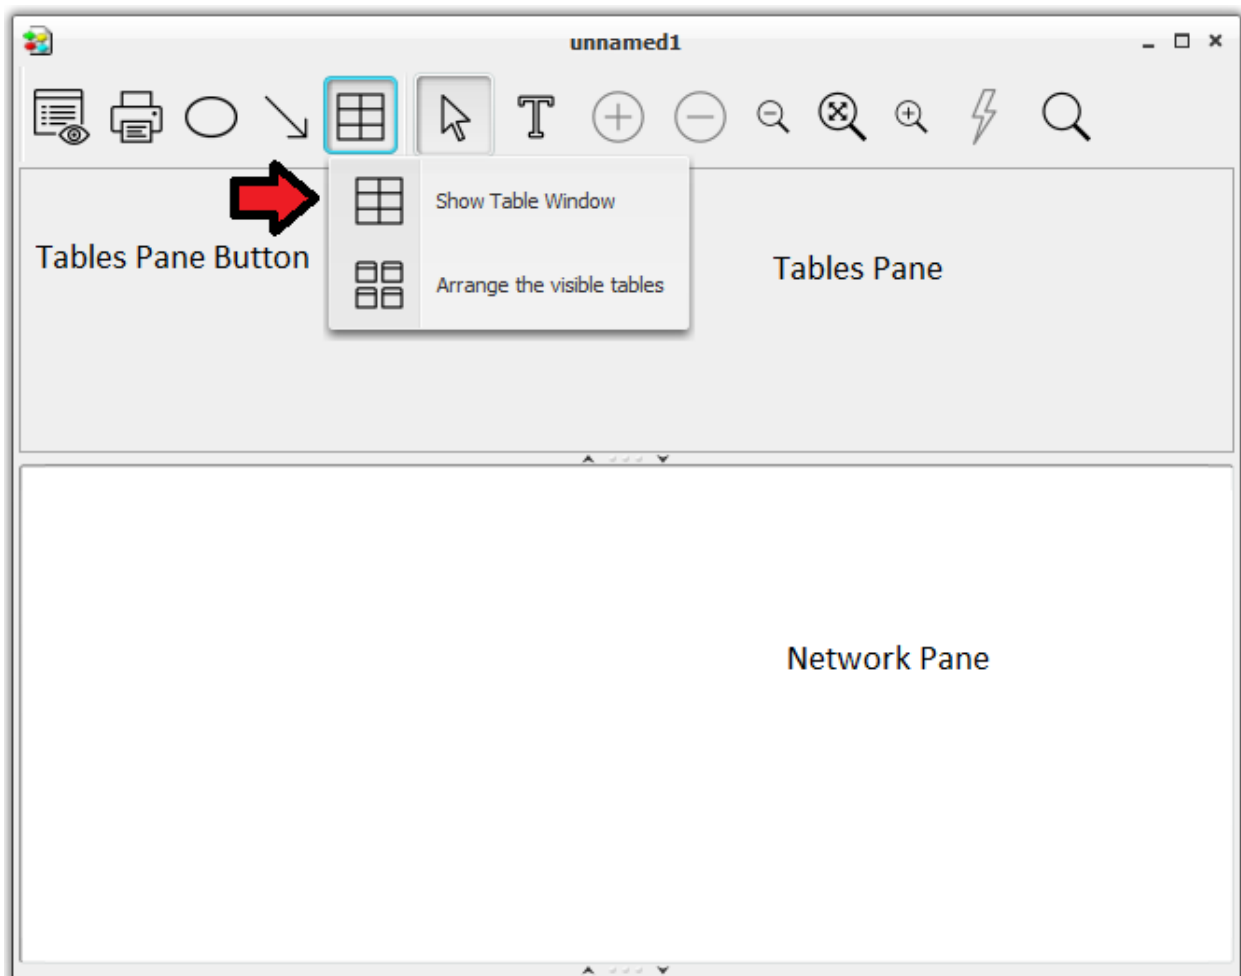 unnamed1
Show Table Window
Tables Pane Button
Tables Pane
Arrange the visible tables
Network Pane